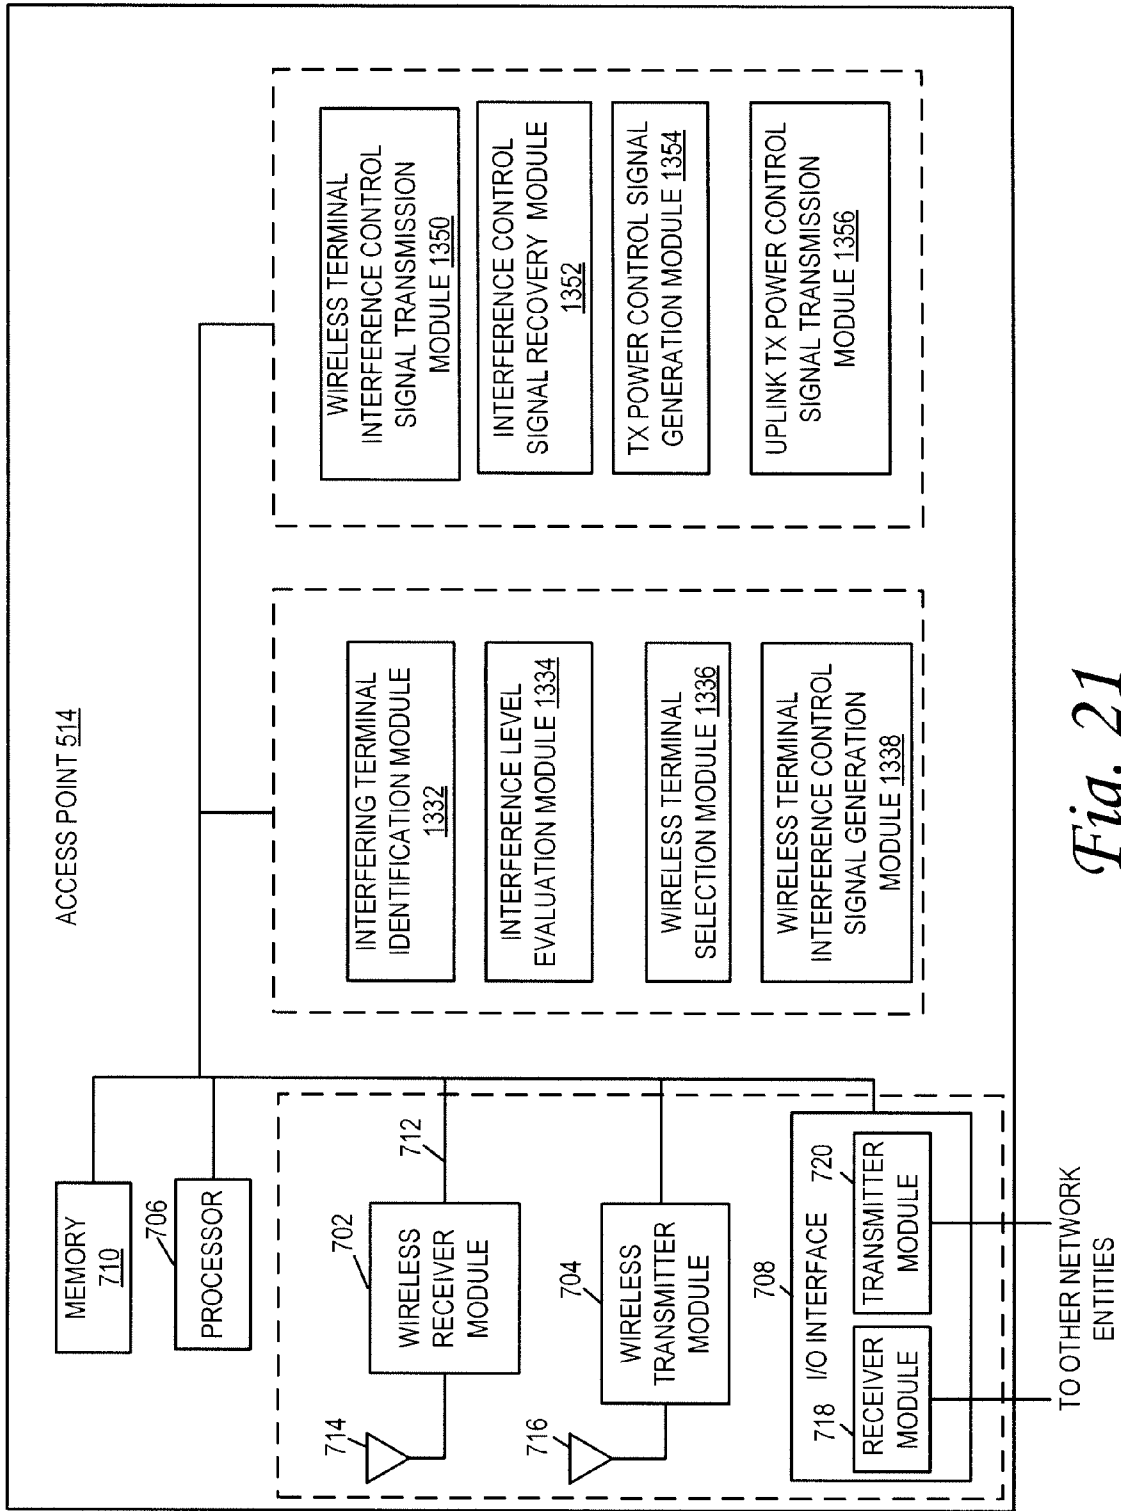 ACCESS POINT 514
MEMORY
710
706
PROCESSOR
714
702
WIRELESS
RECEIVER
MODULE
712
716
704
WIRELESS
TRANSMITTER
MODULE
708
I/O INTERFACE
718
RECEIVER
MODULE
720
TRANSMITTER
MODULE
TO OTHER NETWORK
ENTITIES
INTERFERING TERMINAL
IDENTIFICATION MODULE
1332
INTERFERENCE LEVEL
EVALUATION MODULE 1334
WIRELESS TERMINAL
SELECTION MODULE 1336
WIRELESS TERMINAL
INTERFERENCE CONTROL
SIGNAL GENERATION
MODULE 1338
WIRELESS TERMINAL
INTERFERENCE CONTROL
SIGNAL TRANSMISSION
MODULE 1350
INTERFERENCE CONTROL
SIGNAL RECOVERY MODULE
1352
TX POWER CONTROL SIGNAL
GENERATION MODULE 1354
UPLINK TX POWER CONTROL
SIGNAL TRANSMISSION
MODULE 1356
Fig. 21